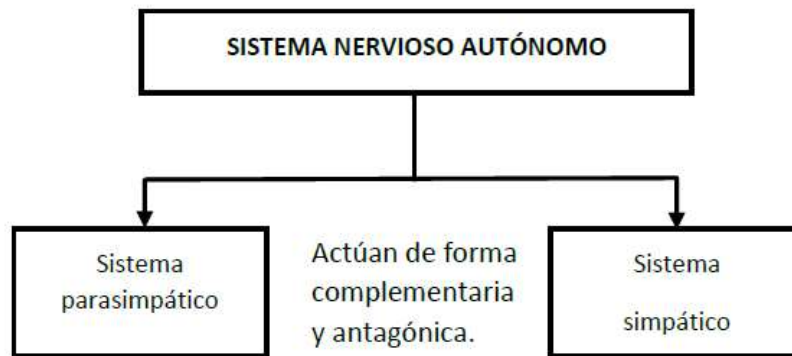 SISTEMA NERVIOSO AUTÓNOMO
Sistema
parasimpático
Actúan de forma
complementaria
y antagónica.
Sistema
simpático